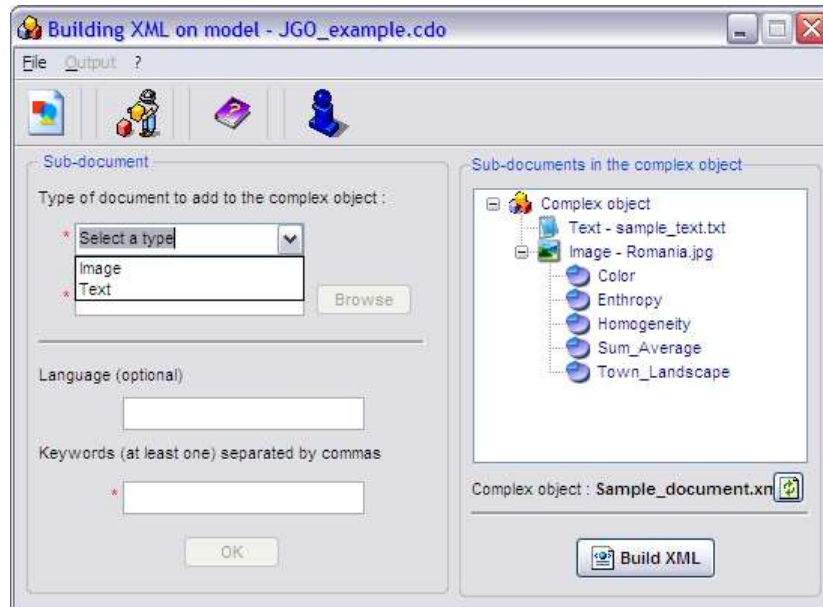 Building XML on model - JGO_example.cdo
File Output ?
Sub-document
Type of document to add to the complex object :
* Select a type
Image
Text
* Browse
Language (optional)
Keywords (at least one) separated by commas
*
OK
Sub-documents in the complex object
Complex object
Text - sample_text.txt
Image - Romania.jpg
Color
Enthropy
Homogeneity
Sum_Average
Town_Landscape
Complex object : Sample_document.xm
Build XML